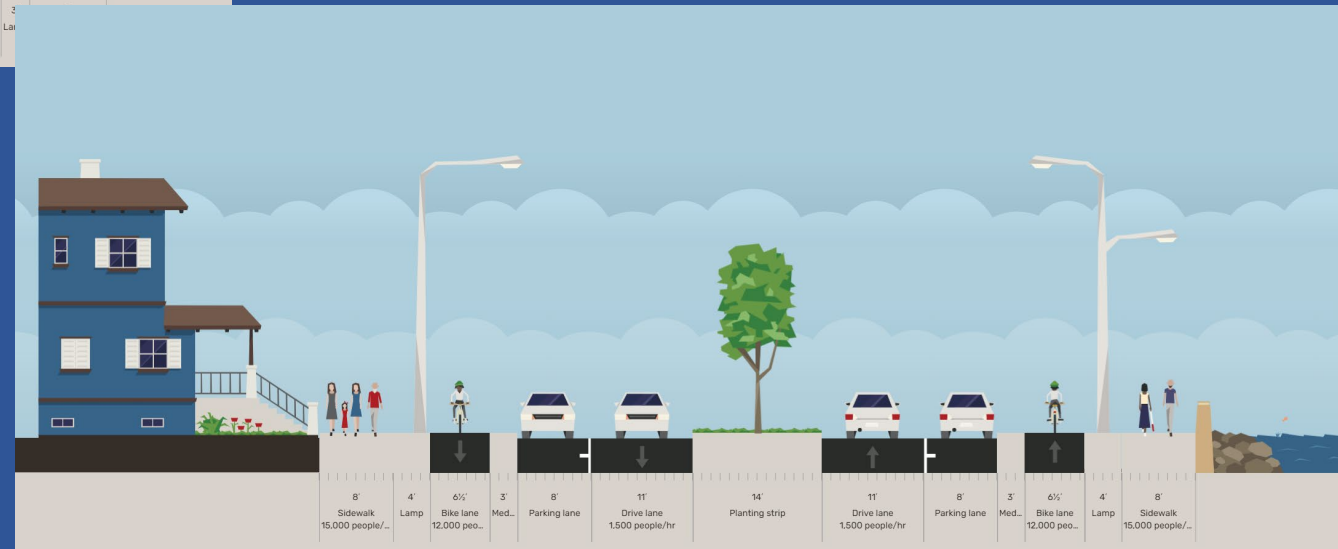 8′
Sidewalk
15,000 people/...
4′
Lamp
6½′
Bike lane
12,000 peo...
3′
Med...
8′
Parking lane
11′
Drive lane
1,500 people/hr
14′
Planting strip
11′
Drive lane
1,500 people/hr
8′
Parking lane
3′
Med...
6½′
Bike lane
12,000 peo...
4′
Lamp
8′
Sidewalk
15,000 people/...